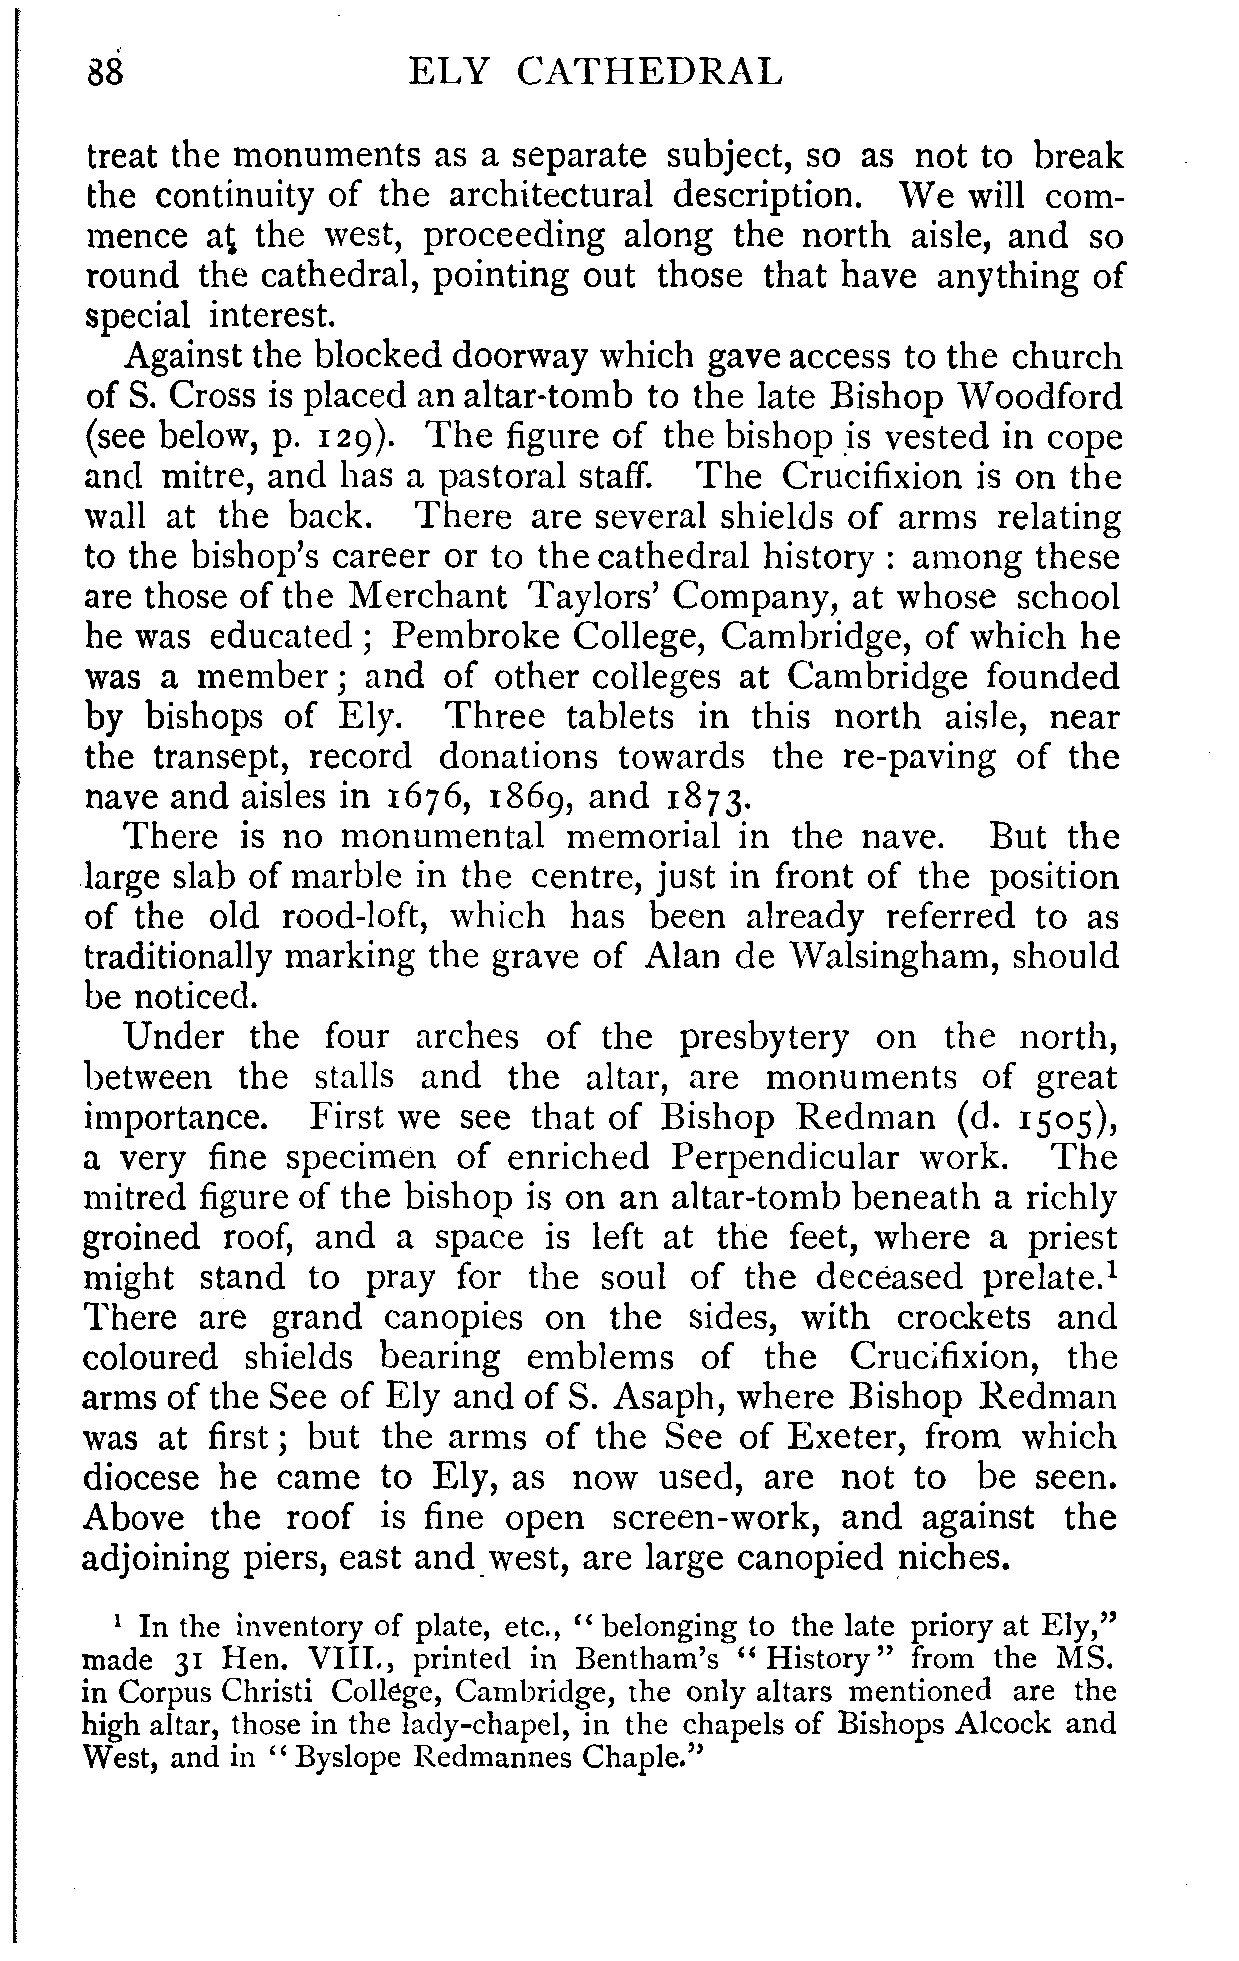 88 ELY CATHEDRAL
treat the monuments as a separate subject, so as not to break
the continuity of the architectural description. We will com-
mence at the west, proceeding along the north aisle, and so
round the cathedral, pointing out those that have anything of
special interest.
Against the blocked doorway which gave access to the church
of S. Cross is placed an altar-tomb to the late Bishop Woodford
(see below, p. 129). The figure of the bishop is vested in cope
and mitre, and has a pastoral staff. The Crucifixion is on the
wall at the back. There are several shields of arms relating
to the bishop's career or to the cathedral history : among these
are those of the Merchant Taylors' Company, at whose school
he was educated ; Pembroke College, Cambridge, of which he
was a member ; and of other colleges at Cambridge founded
by bishops of Ely. Three tablets in this north aisle, near
the transept, record donations towards the re-paving of the
nave and aisles in 1676, 1869, and 1873.
There is no monumental memorial in the nave. But the
large slab of marble in the centre, just in front of the position
of the old rood-loft, which has been already referred to as
traditionally marking the grave of Alan de Walsingham, should
be noticed.
Under the four arches of the presbytery on the north,
between the stalls and the altar, are monuments of great
importance. First we see that of Bishop Redman (d. 1505),
a very fine specimen of enriched Perpendicular work. The
mitred figure of the bishop is on an altar-tomb beneath a richly
groined roof, and a space is left at the feet, where a priest
might stand to pray for the soul of the deceased prelate.¹
There are grand canopies on the sides, with crockets and
coloured shields bearing emblems of the Crucifixion, the
arms of the See of Ely and of S. Asaph, where Bishop Redman
was at first ; but the arms of the See of Exeter, from which
diocese he came to Ely, as now used, are not to be seen.
Above the roof is fine open screen-work, and against the
adjoining piers, east and west, are large canopied niches.
¹ In the inventory of plate, etc., "belonging to the late priory at Ely,"
made 31 Hen. VIII., printed in Bentham's "History" from the MS.
in Corpus Christi College, Cambridge, the only altars mentioned are the
high altar, those in the lady-chapel, in the chapels of Bishops Alcock and
West, and in "Byslope Redmannes Chaple."